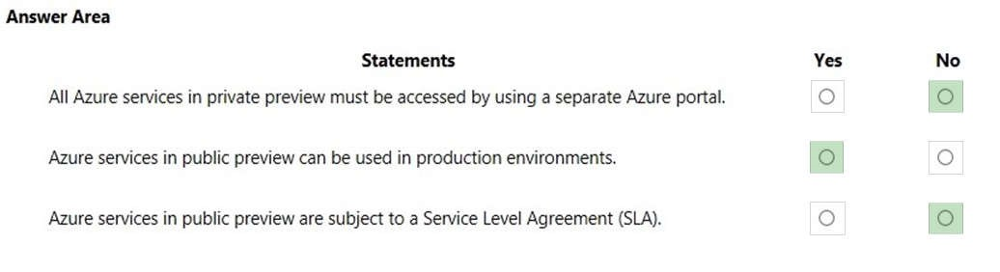 Answer Area
Statements Yes No
All Azure services in private preview must be accessed by using a separate Azure portal.
Azure services in public preview can be used in production environments.
Azure services in public preview are subject to a Service Level Agreement (SLA).